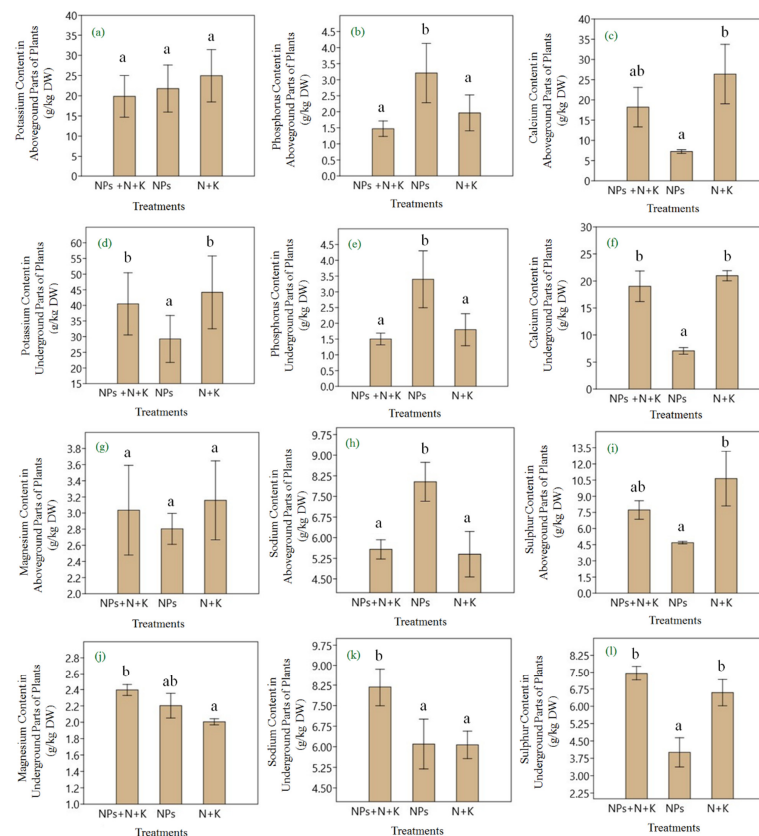 (a)
Potassium Content in
Aboveground Parts of Plants
(g/kg DW)
40
35
30
25
20
15
10
5
0
a
a
a
NPs +N+K NPs N+K
Treatments
(b)
Phosphorus Content in
Aboveground Parts of Plants
(g/kg DW)
4.5
4.0
3.5
3.0
2.5
2.0
1.5
1.0
0.5
0.0
a
b
a
NPs +N+K NPs N+K
Treatments
(c)
Calcium Content in
Aboveground Parts of Plants
(g/kg DW)
40
35
30
25
20
15
10
5
0
ab
a
b
NPs +N+K NPs N+K
Treatments
(d)
Potassium Content in
Underground Parts of Plants
(g/kg DW)
60
55
50
45
40
35
30
25
20
15
b
a
b
NPs +N+K NPs N+K
Treatments
(e)
Phosphorus Content in
Underground Parts of Plants
(g/kg DW)
4.5
4.0
3.5
3.0
2.5
2.0
1.5
1.0
0.5
0.0
a
b
a
NPs +N+K NPs N+K
Treatments
(f)
Calcium Content in
Underground Parts of Plants
(g/kg DW)
30
25
20
15
10
5
0
b
a
b
NPs +N+K NPs N+K
Treatments
(g)
Magnesium Content in
Aboveground Parts of Plants
(g/kg DW)
3.8
3.6
3.4
3.2
3.0
2.8
2.6
2.4
2.2
2.0
a
a
a
NPs+N+K NPs N+K
Treatments
(h)
Sodium Content in
Aboveground Parts of Plants
(g/kg DW)
9.75
9.00
8.25
7.50
6.75
6.00
5.25
4.50
a
b
a
NPs+N+K NPs N+K
Treatments
(i)
Sulphur Content in
Aboveground Parts of Plants
(g/kg DW)
13.5
12.0
10.5
9.0
7.5
6.0
4.5
3.0
1.5
0.0
ab
a
b
NPs+N+K NPs N+K
Treatments
(j)
Magnesium Content in
Underground Parts of Plants
(g/kg DW)
2.8
2.6
2.4
2.2
2.0
1.8
1.6
1.4
1.2
1.0
b
ab
a
NPs+N+K NPs N+K
Treatments
(k)
Sodium Content in
Underground Parts of Plants
(g/kg DW)
9.75
9.00
8.25
7.50
6.75
6.00
5.25
4.50
b
a
a
NPs+N+K NPs N+K
Treatments
(l)
Sulphur Content in
Underground Parts of Plants
(g/kg DW)
8.25
7.50
6.75
6.00
5.25
4.50
3.75
3.00
2.25
b
a
b
NPs+N+K NPs N+K
Treatments